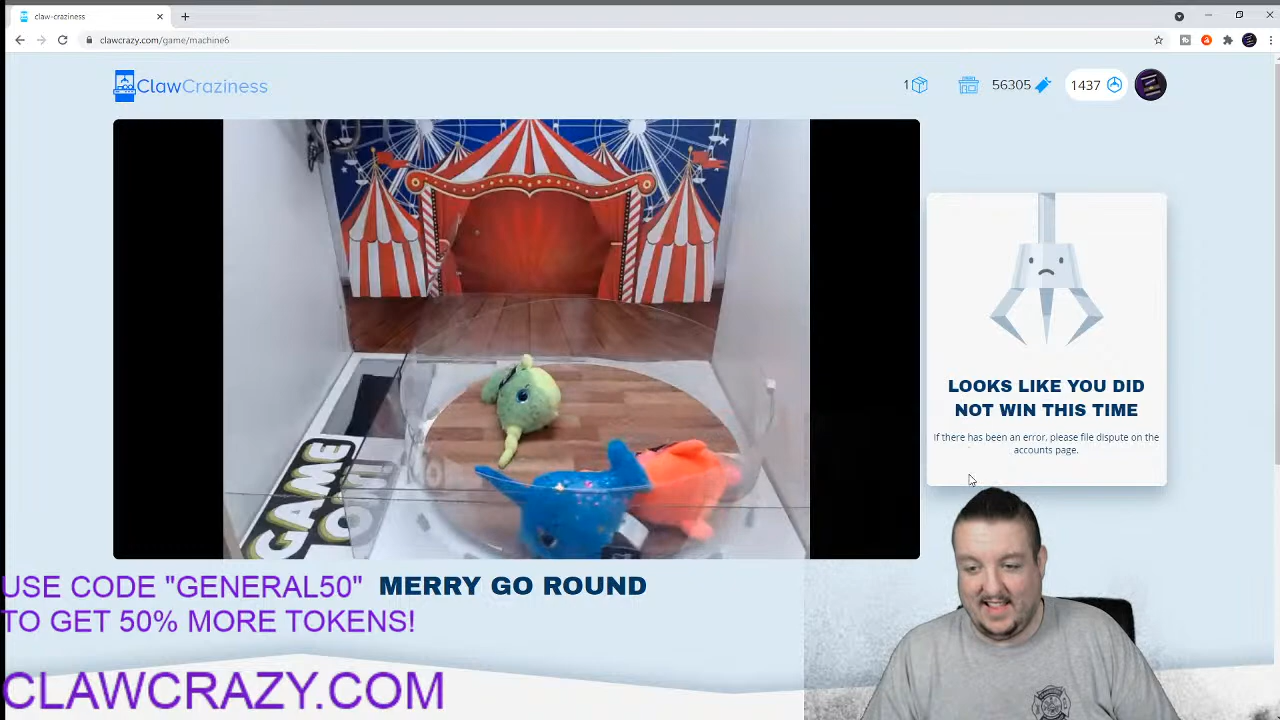 claw-craziness
clawcrazy.com/game/machine6
ClawCraziness
1
56305
1437
LOOKS LIKE YOU DID
NOT WIN THIS TIME
If there has been an error, please file dispute on the
accounts page.
GAME
ON!
MERRY GO ROUND
USE CODE "GENERAL50"
TO GET 50% MORE TOKENS!
CLAWCRAZY.COM